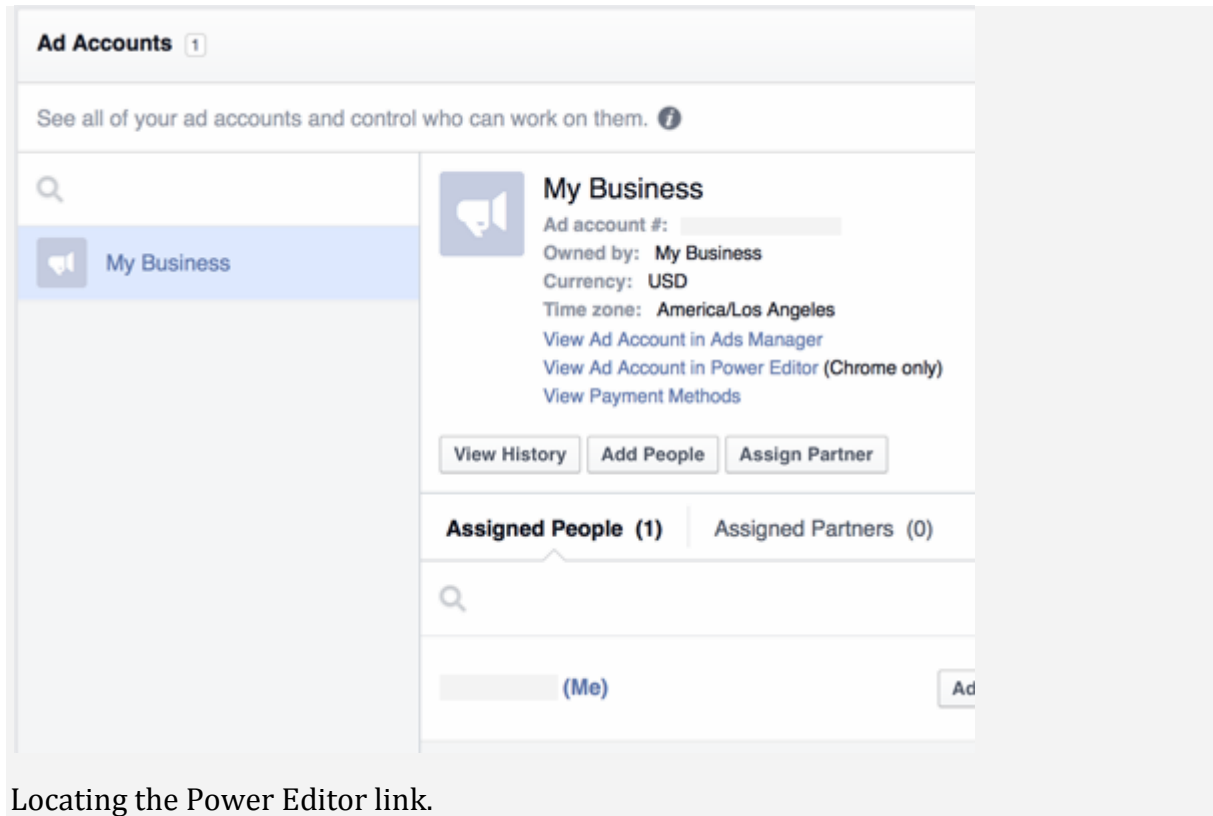 Ad Accounts 1
See all of your ad accounts and control who can work on them. i
My Business
My Business
Ad account #:
Owned by: My Business
Currency: USD
Time zone: America/Los Angeles
View Ad Account in Ads Manager
View Ad Account in Power Editor (Chrome only)
View Payment Methods
View History Add People Assign Partner
Assigned People (1) Assigned Partners (0)
(Me)
Ad
Locating the Power Editor link.